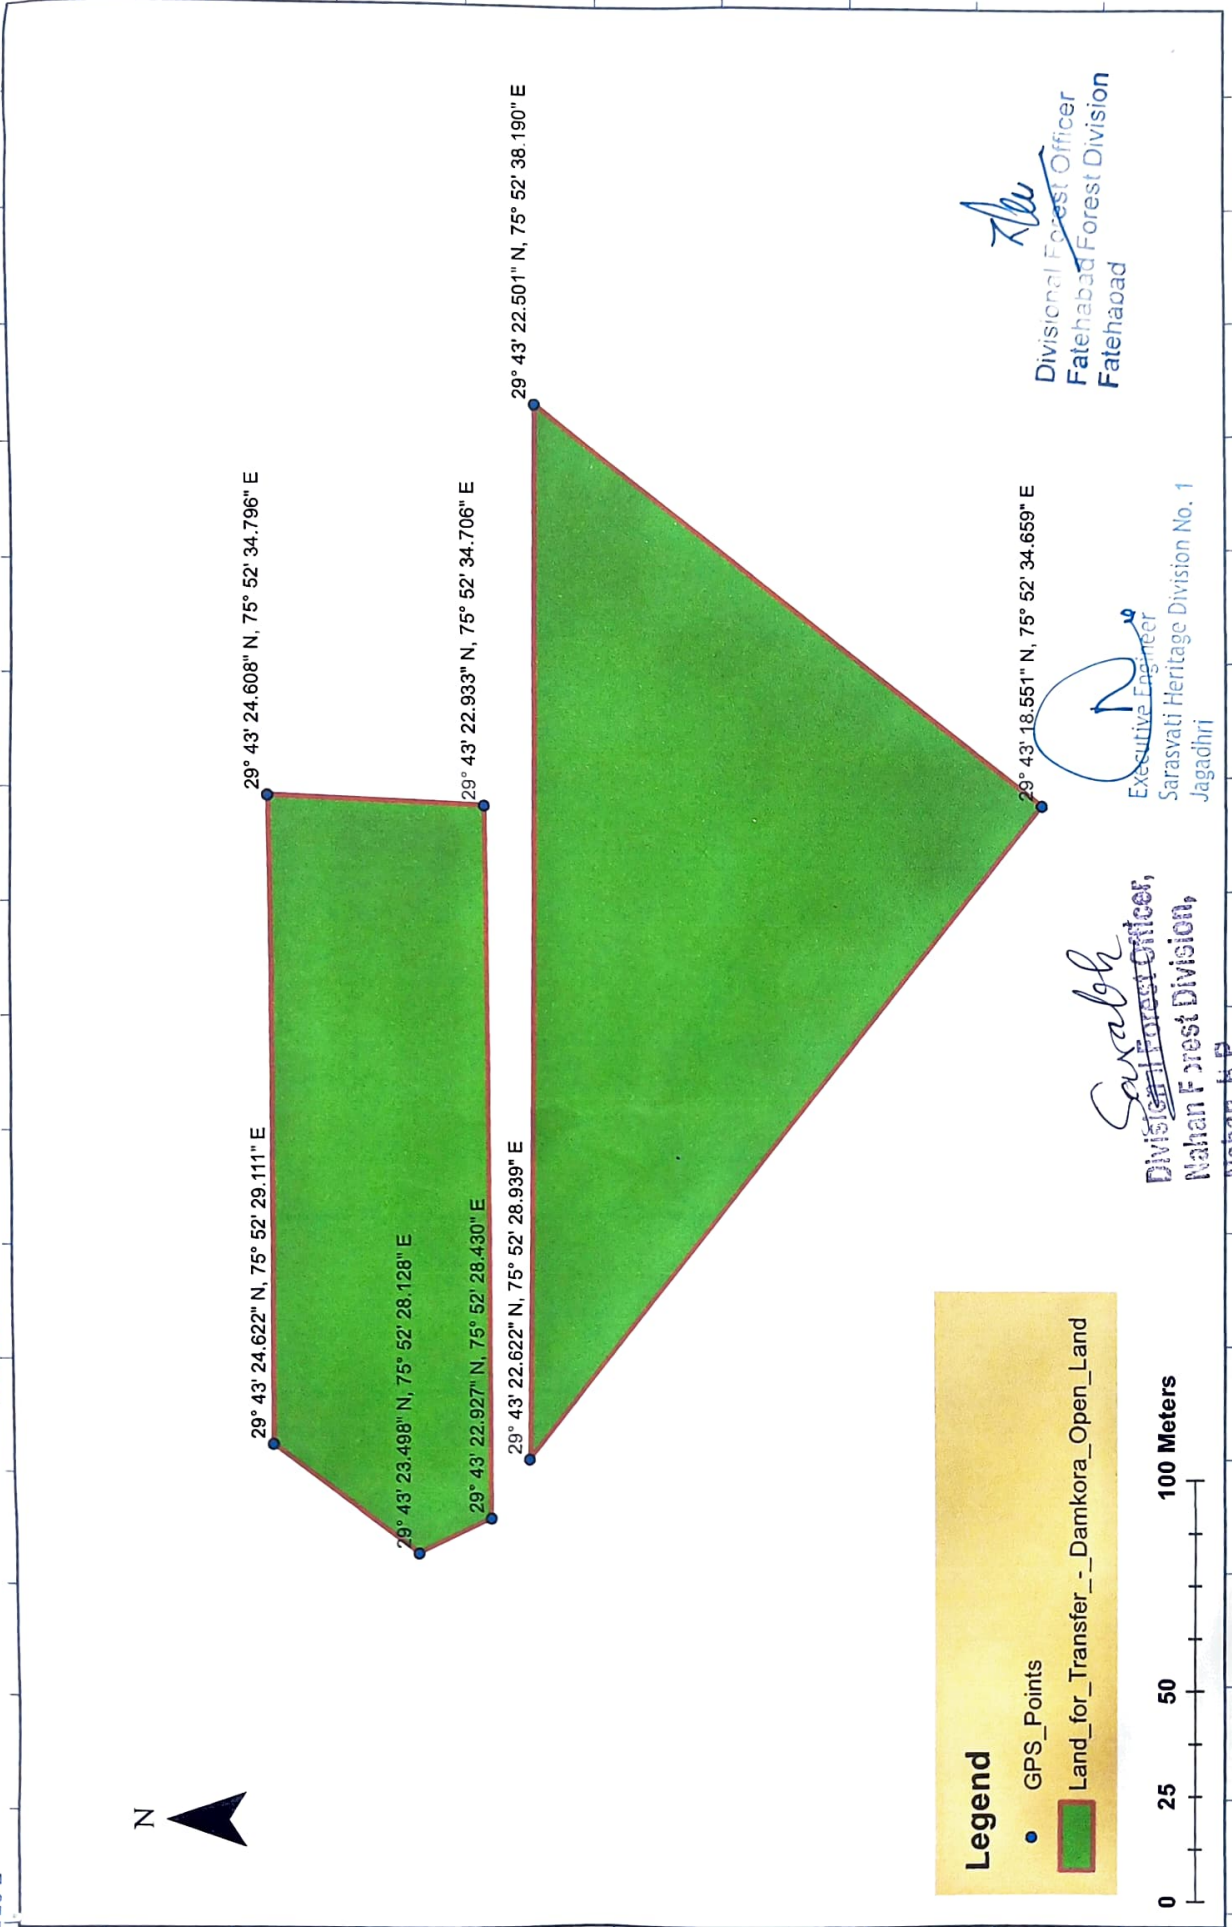 N
29° 43' 24.622" N, 75° 52' 29.111" E
29° 43' 24.608" N, 75° 52' 34.796" E
29° 43' 23.498" N, 75° 52' 28.128" E
29° 43' 22.927" N, 75° 52' 28.430" E
29° 43' 22.933" N, 75° 52' 34.706" E
29° 43' 22.622" N, 75° 52' 28.939" E
29° 43' 22.501" N, 75° 52' 38.190" E
29° 43' 18.551" N, 75° 52' 34.659" E
Legend
GPS_Points
Land_for_Transfer_-_Damkora_Open_Land
0 25 50 100 Meters
Saurabh
Divisional Forest Officer,
Nahan Forest Division,
Executive Engineer
Sarasvati Heritage Division No. 1
Jagadhri
Divisional Forest Officer
Fatehabad Forest Division
Fatehabad